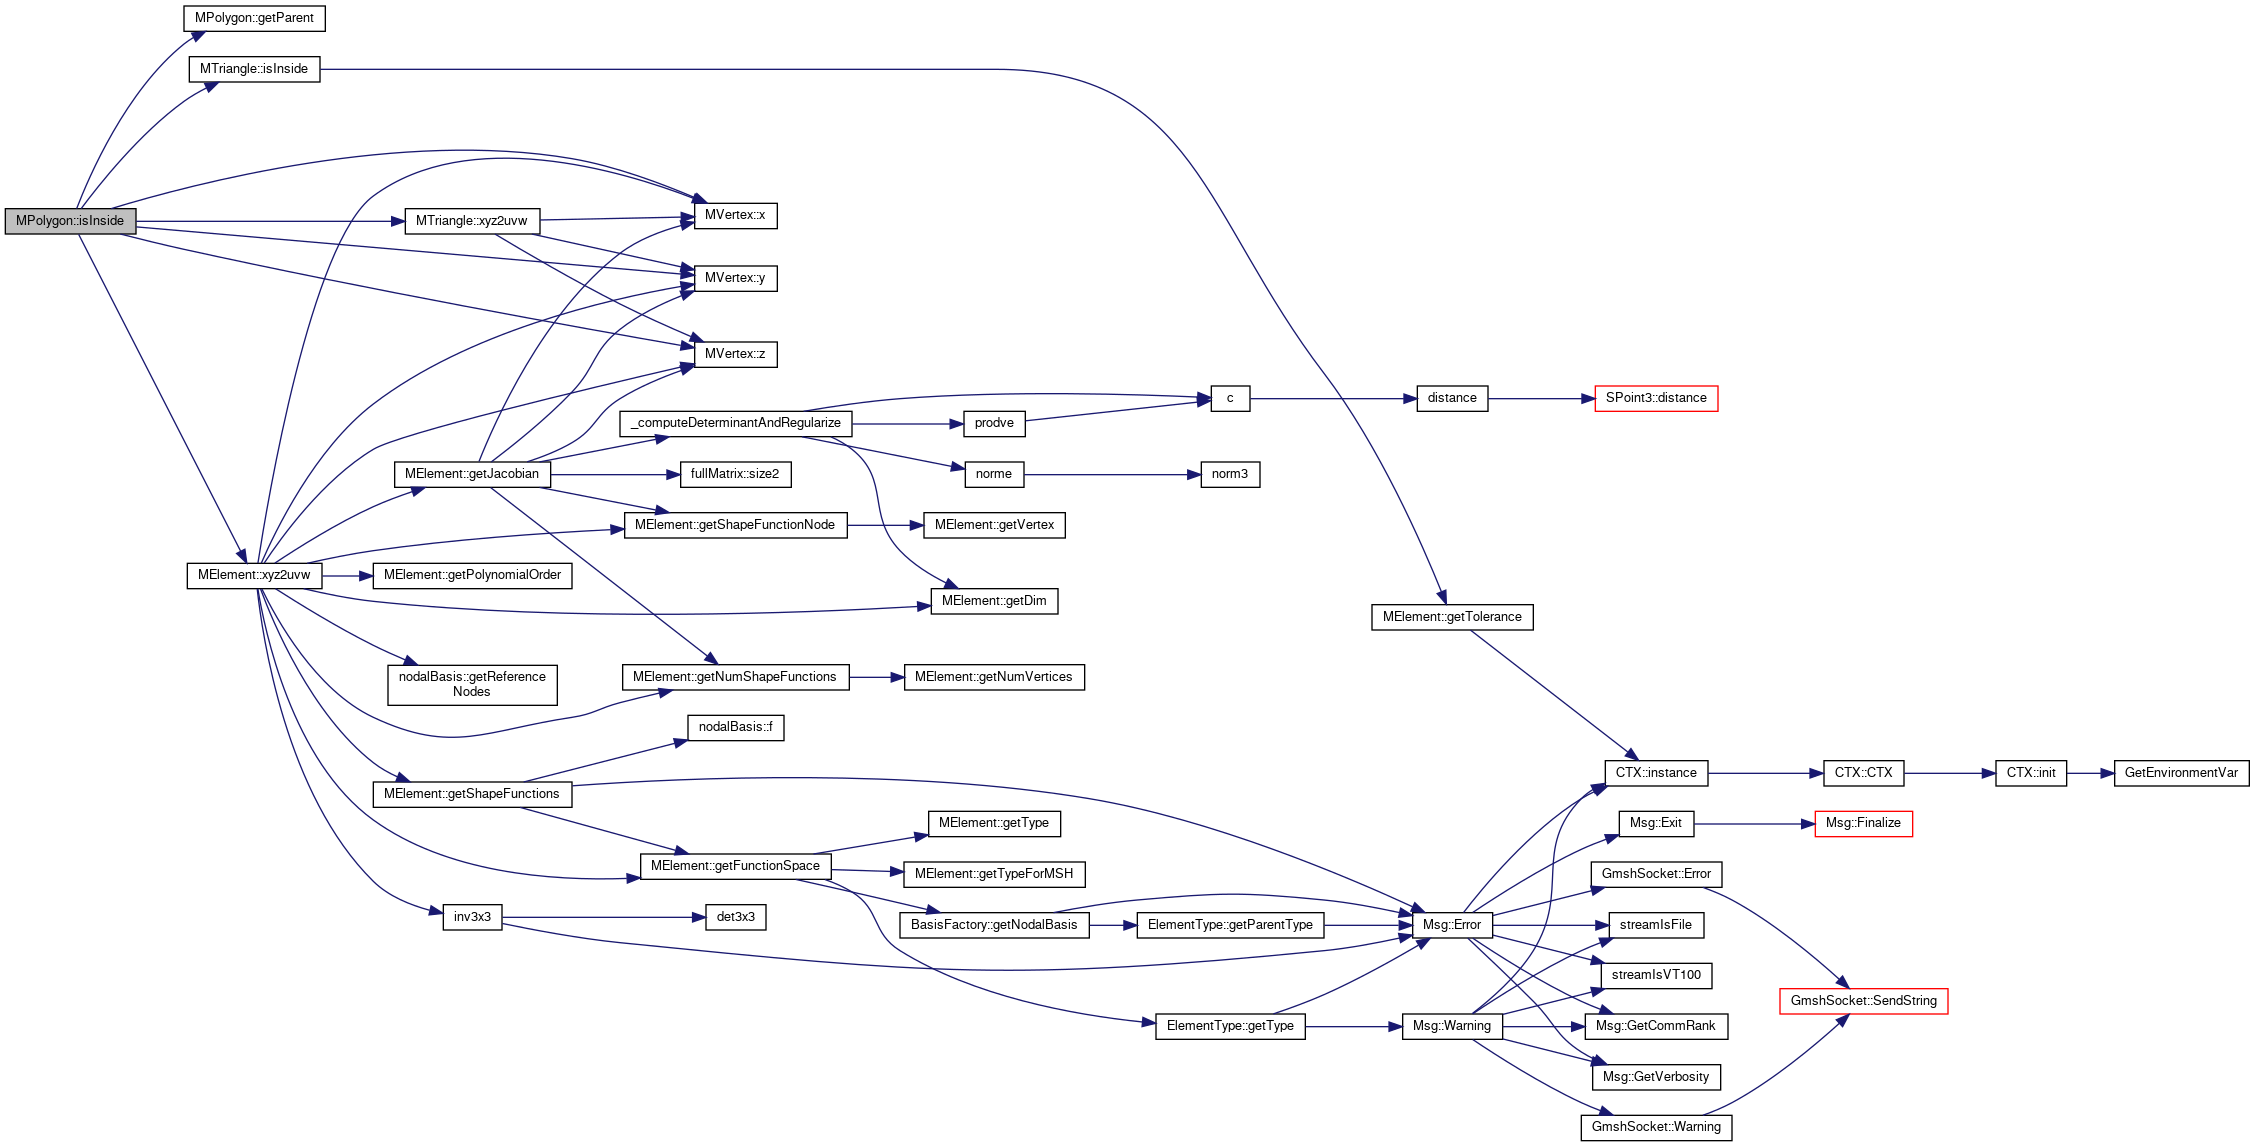 MPolygon::getParent
MTriangle::isInside
MPolygon::isInside
MTriangle::xyz2uvw
MVertex::x
MVertex::y
MVertex::z
_computeDeterminantAndRegularize
prodve
c
distance
SPoint3::distance
MElement::getJacobian
fullMatrix::size2
norme
norm3
MElement::getShapeFunctionNode
MElement::getVertex
MElement::xyz2uvw
MElement::getPolynomialOrder
MElement::getDim
MElement::getTolerance
nodalBasis::getReference
Nodes
MElement::getNumShapeFunctions
MElement::getNumVertices
nodalBasis::f
MElement::getShapeFunctions
CTX::instance
CTX::CTX
CTX::init
GetEnvironmentVar
MElement::getType
Msg::Exit
Msg::Finalize
MElement::getFunctionSpace
MElement::getTypeForMSH
GmshSocket::Error
inv3x3
det3x3
BasisFactory::getNodalBasis
ElementType::getParentType
Msg::Error
streamIsFile
streamIsVT100
GmshSocket::SendString
ElementType::getType
Msg::Warning
Msg::GetCommRank
Msg::GetVerbosity
GmshSocket::Warning